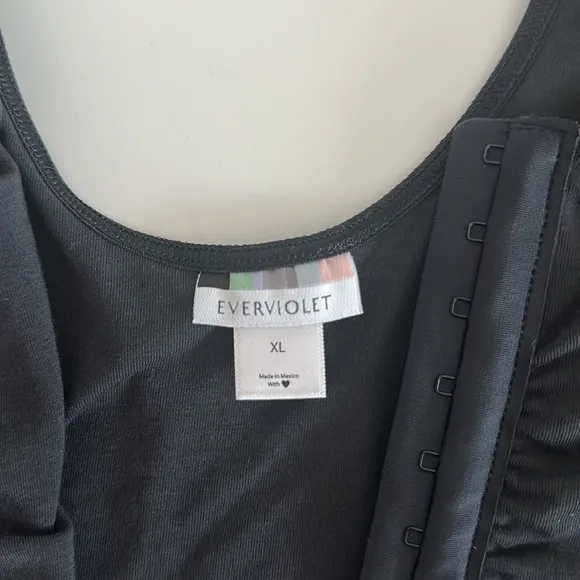 EVERVIOLET
XL
Made in Mexico
With 🖤